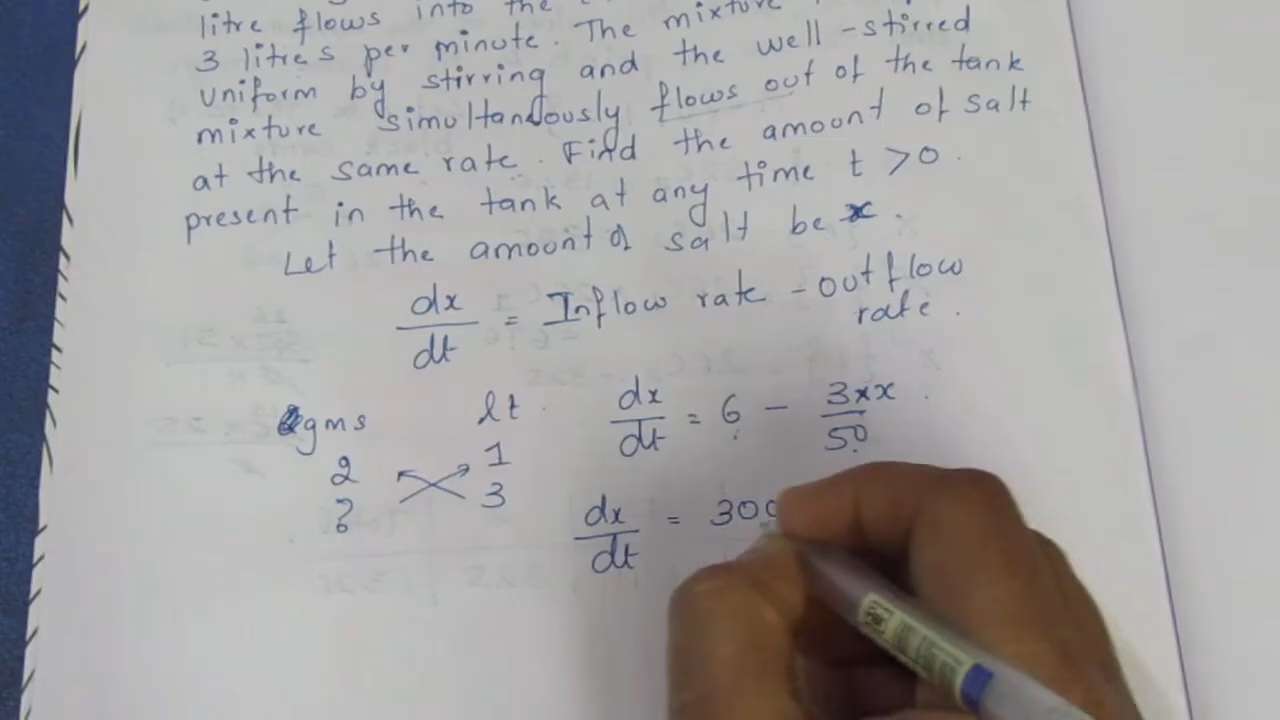 litre flows into the
3 litres per minute. The mixture
uniform by stirring and the well-stirred
mixture simultandously flows out of the tank
at the same rate. Find the amount of salt
present in the tank at any time t >0.
Let the amount of salt be x.
dx/dt = Inflow rate - outflow rate.
gms lt dx/dt = 6 - 3xx/50.
2 1
? 3
dx/dt = 300